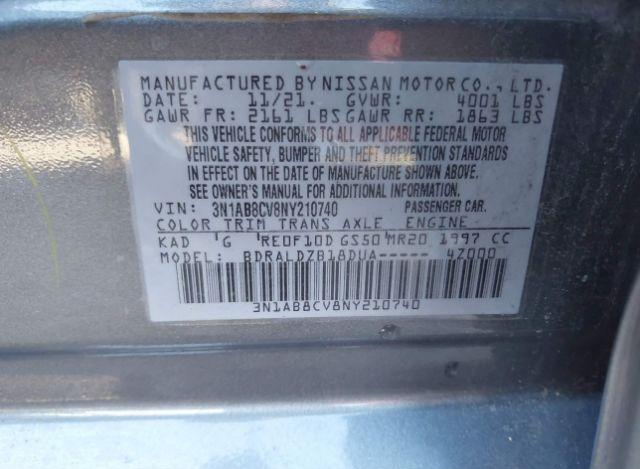 MANUFACTURED BY NISSAN MOTOR CO., LTD.
DATE: 11/21. GVWR: 4001 LBS
GAWR FR: 2161 LBS GAWR RR: 1863 LBS
THIS VEHICLE CONFORMS TO ALL APPLICABLE FEDERAL MOTOR
VEHICLE SAFETY, BUMPER AND THEFT PREVENTION STANDARDS
IN EFFECT ON THE DATE OF MANUFACTURE SHOWN ABOVE.
SEE OWNER'S MANUAL FOR ADDITIONAL INFORMATION.
VIN: 3N1AB8CV8NY210740 PASSENGER CAR.
COLOR TRIM TRANS AXLE ENGINE
KAD G RE0F10D GS50 MR20 1997 CC
MODEL: BDRALDZB18DUA----- 4Z000
3N1AB8CV8NY210740